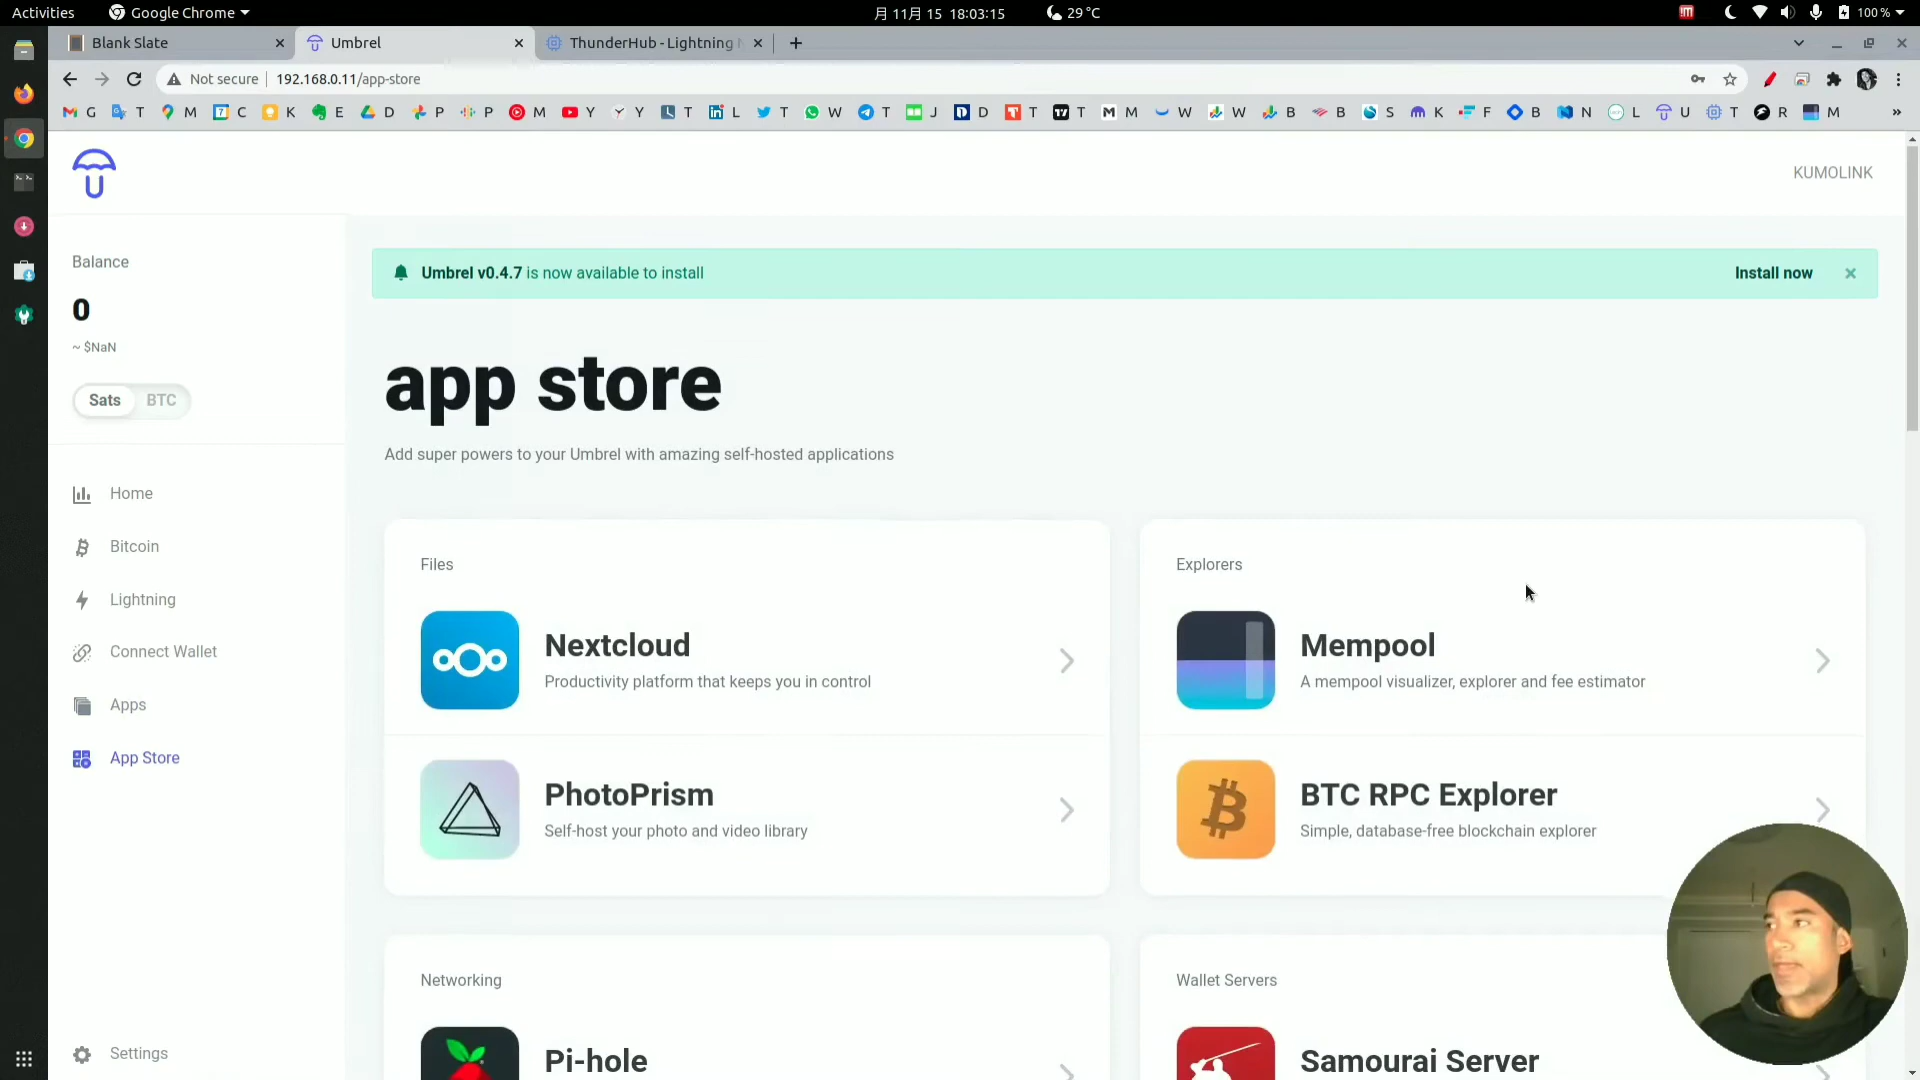 Activities
Google Chrome
月 11月 15 18:03:15
29 °C
100 %
Blank Slate
Umbrel
ThunderHub - Lightning
Not secure
192.168.0.11/app-store
G T M C K E D P P M Y Y T L T W T J D T T M W W B B S K F B N L U T R M
KUMOLINK
Balance
0
~ $NaN
Sats
BTC
Home
Bitcoin
Lightning
Connect Wallet
Apps
App Store
Settings
Umbrel v0.4.7 is now available to install
Install now
app store
Add super powers to your Umbrel with amazing self-hosted applications
Files
Nextcloud
Productivity platform that keeps you in control
PhotoPrism
Self-host your photo and video library
Explorers
Mempool
A mempool visualizer, explorer and fee estimator
BTC RPC Explorer
Simple, database-free blockchain explorer
Networking
Pi-hole
Wallet Servers
Samourai Server